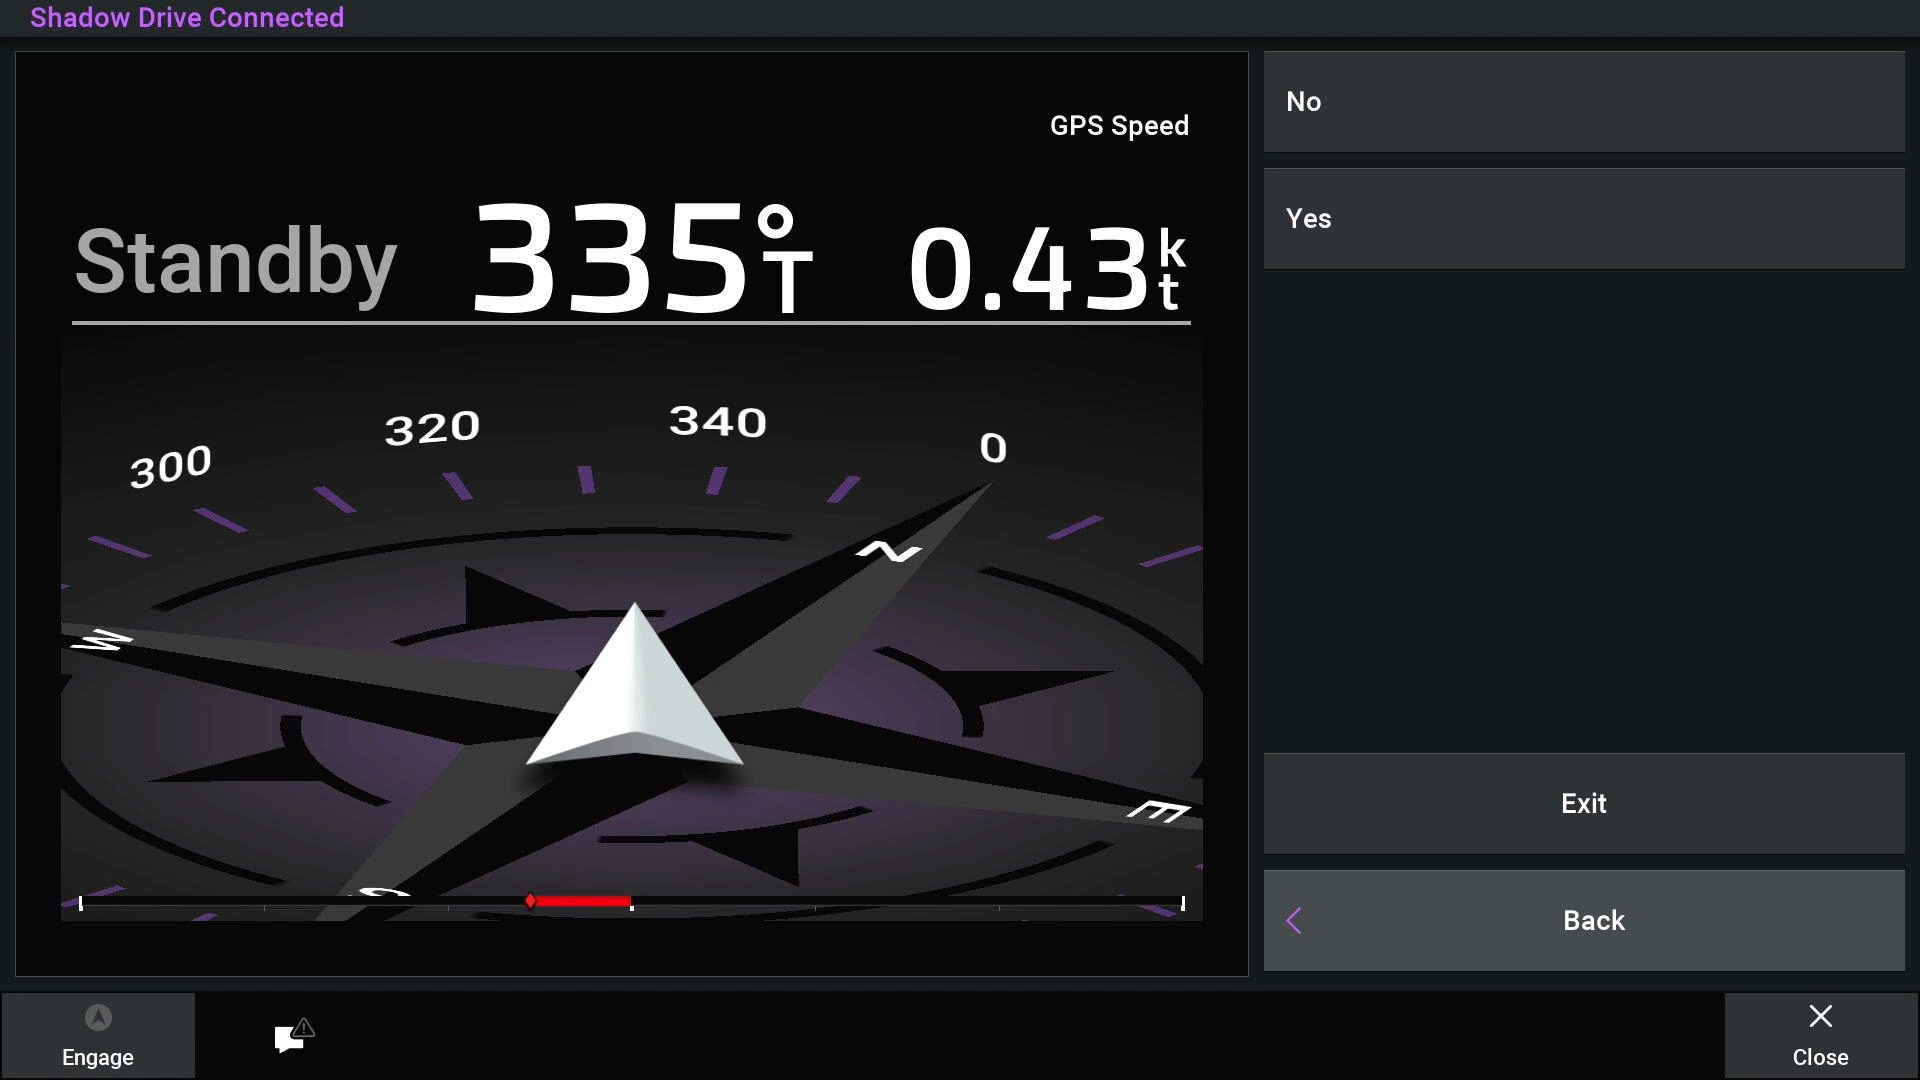 Shadow Drive Connected
GPS Speed
Standby 335°T 0.43kt
300 320 340 0
N
W
E
S
No
Yes
Exit
Back
Engage
Close